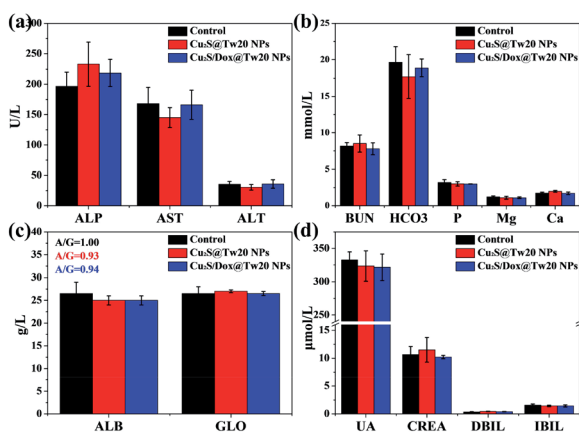 (a)
Control
Cu₂S@Tw20 NPs
Cu₂S/Dox@Tw20 NPs
U/L
250
200
150
100
50
0
ALP AST ALT
(b)
Control
Cu₂S@Tw20 NPs
Cu₂S/Dox@Tw20 NPs
mmol/L
25
20
15
10
5
0
BUN HCO3 P Mg Ca
(c)
A/G=1.00
A/G=0.93
A/G=0.94
Control
Cu₂S@Tw20 NPs
Cu₂S/Dox@Tw20 NPs
g/L
35
30
25
20
15
10
5
0
ALB GLO
(d)
Control
Cu₂S@Tw20 NPs
Cu₂S/Dox@Tw20 NPs
μmol/L
350
325
300
15
10
5
0
UA CREA DBIL IBIL